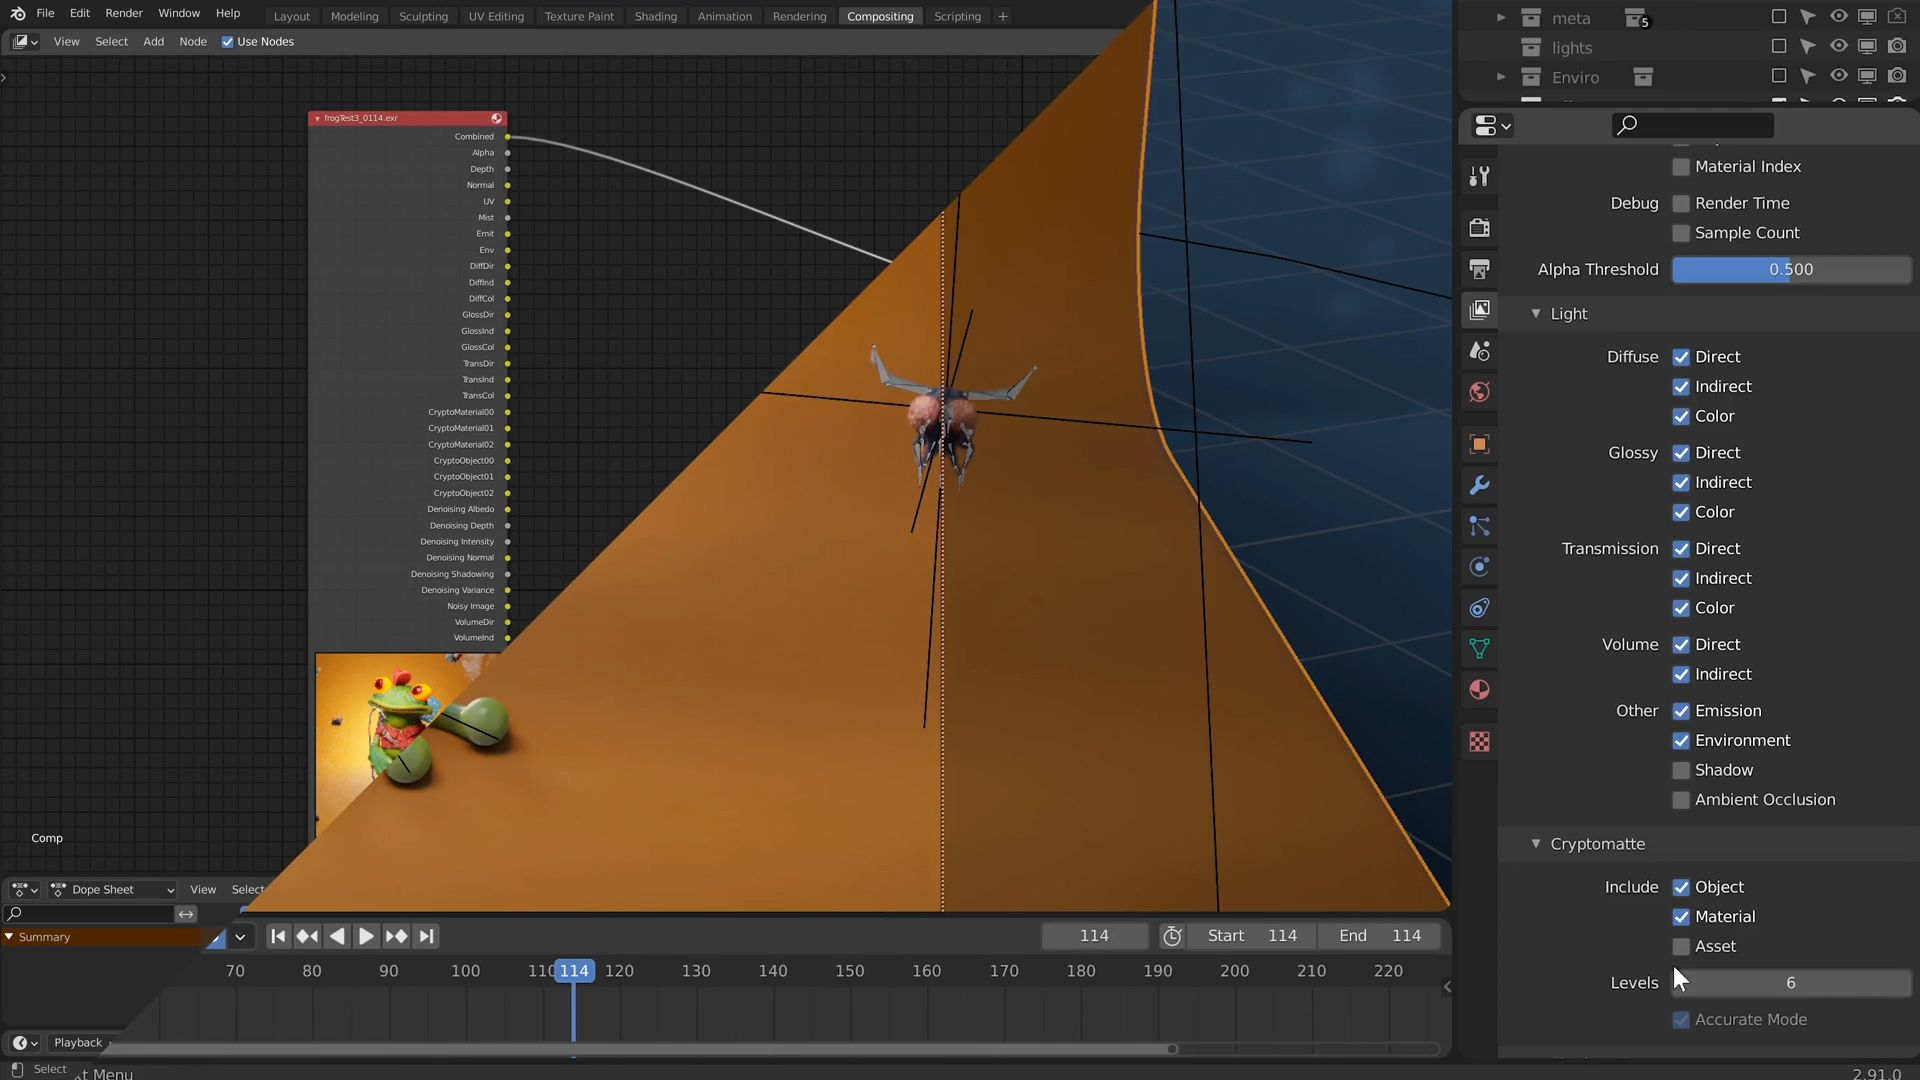 File Edit Render Window Help Layout Modeling Sculpting UV Editing Texture Paint Shading Animation Rendering Compositing Scripting +
View Select Add Node Use Nodes
frogTest3_0114.exr
Combined
Alpha
Depth
Normal
UV
Mist
Emit
Env
DiffDir
DiffInd
DiffCol
GlossDir
GlossInd
GlossCol
TransDir
TransInd
TransCol
CryptoMaterial00
CryptoMaterial01
CryptoMaterial02
CryptoObject00
CryptoObject01
CryptoObject02
Denoising Albedo
Denoising Depth
Denoising Intensity
Denoising Normal
Denoising Shadowing
Denoising Variance
Noisy Image
VolumeDir
VolumeInd
Comp
Dope Sheet View Select
Summary
114 Start 114 End 114
70 80 90 100 110 114 120 130 140 150 160 170 180 190 200 210 220
Playback
Select
t Menu
meta 5
lights
Enviro
Material Index
Debug Render Time
Sample Count
Alpha Threshold 0.500
Light
Diffuse Direct
Indirect
Color
Glossy Direct
Indirect
Color
Transmission Direct
Indirect
Color
Volume Direct
Indirect
Other Emission
Environment
Shadow
Ambient Occlusion
Cryptomatte
Include Object
Material
Asset
Levels 6
Accurate Mode
2.91.0